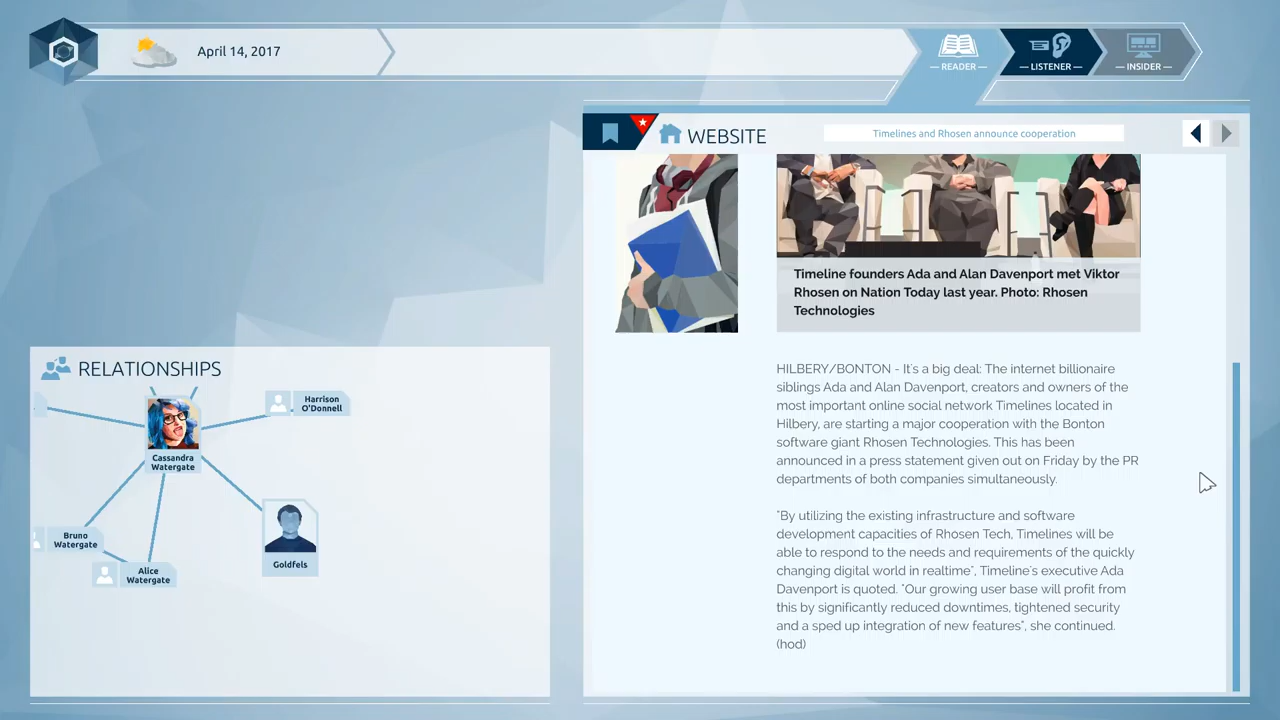 April 14, 2017
— READER —
— LISTENER —
— INSIDER —
WEBSITE
Timelines and Rhosen announce cooperation
Timeline founders Ada and Alan Davenport met Viktor
Rhosen on Nation Today last year. Photo: Rhosen
Technologies
HILBERY/BONTON - It's a big deal: The internet billionaire
siblings Ada and Alan Davenport, creators and owners of the
most important online social network Timelines located in
Hilbery, are starting a major cooperation with the Bonton
software giant Rhosen Technologies. This has been
announced in a press statement given out on Friday by the PR
departments of both companies simultaneously.
"By utilizing the existing infrastructure and software
development capacities of Rhosen Tech, Timelines will be
able to respond to the needs and requirements of the quickly
changing digital world in realtime", Timeline's executive Ada
Davenport is quoted. "Our growing user base will profit from
this by significantly reduced downtimes, tightened security
and a sped up integration of new features", she continued.
(hod)
RELATIONSHIPS
Harrison
O'Donnell
Cassandra
Watergate
Bruno
Watergate
Alice
Watergate
Goldfels